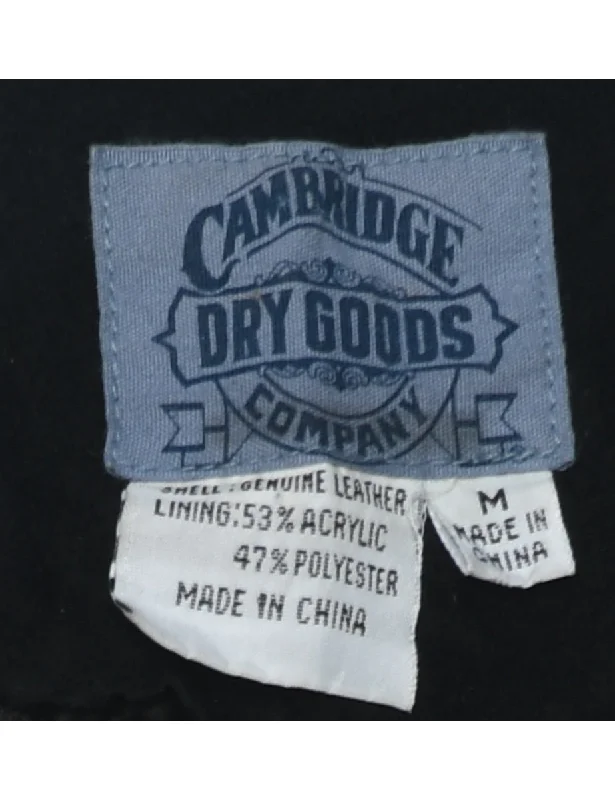 CAMBRIDGE
DRY GOODS
COMPANY
SHELL : GENUINE LEATHER
LINING: 53% ACRYLIC
47% POLYESTER
MADE IN CHINA
M
MADE IN
CHINA